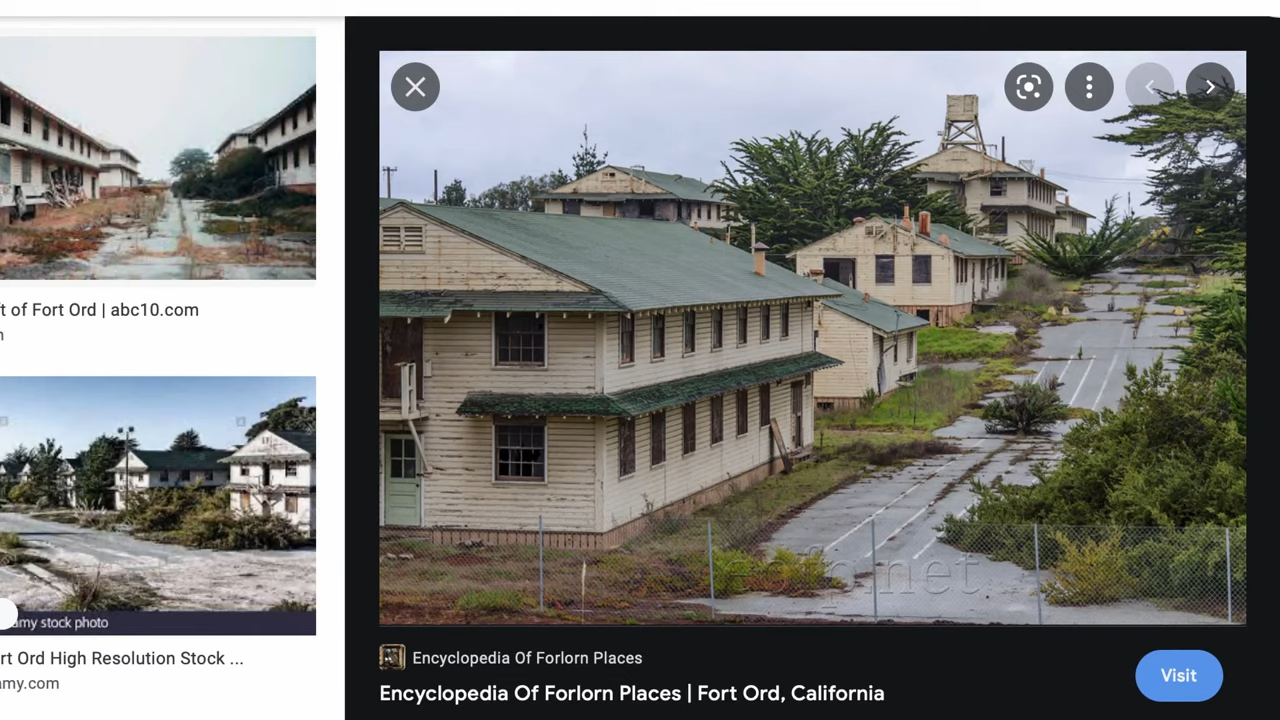 ft of Fort Ord | abc10.com
amy stock photo
rt Ord High Resolution Stock ...
amy.com
Encyclopedia Of Forlorn Places
Encyclopedia Of Forlorn Places | Fort Ord, California
Visit